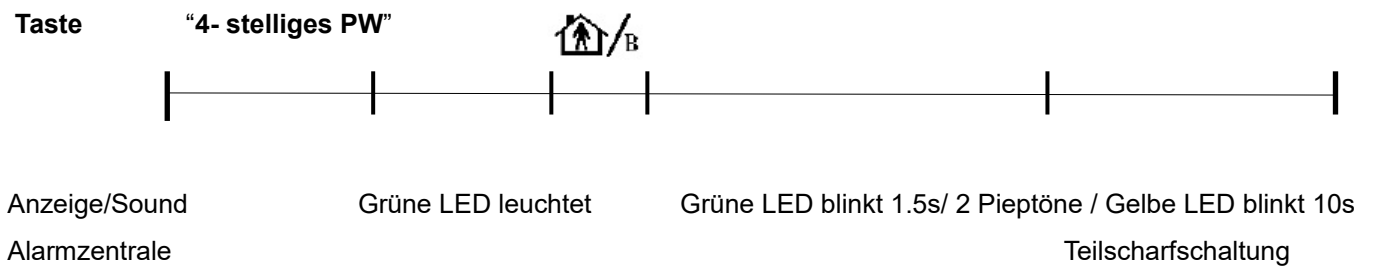 Taste “4- stelliges PW” /B
Anzeige/Sound Grüne LED leuchtet Grüne LED blinkt 1.5s/ 2 Pieptöne / Gelbe LED blinkt 10s
Alarmzentrale Teilscharfschaltung